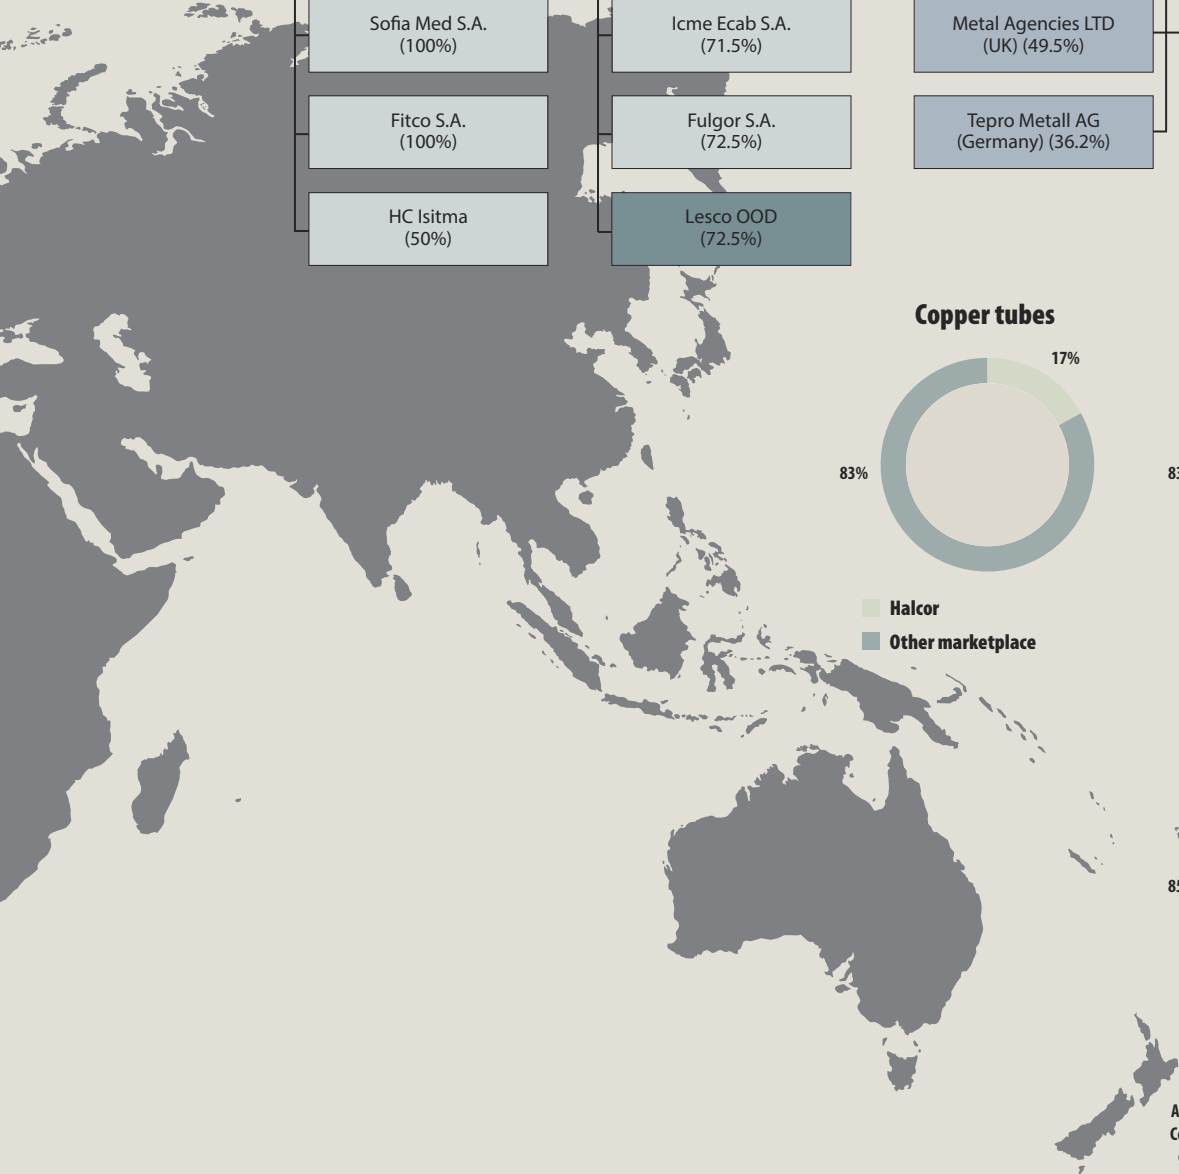 Sofia Med S.A.
(100%)
Icme Ecab S.A.
(71.5%)
Metal Agencies LTD
(UK) (49.5%)
Fitco S.A.
(100%)
Fulgor S.A.
(72.5%)
Tepro Metall AG
(Germany) (36.2%)
HC Isitma
(50%)
Lesco OOD
(72.5%)
Copper tubes
17%
83%
Halcor
Other marketplace